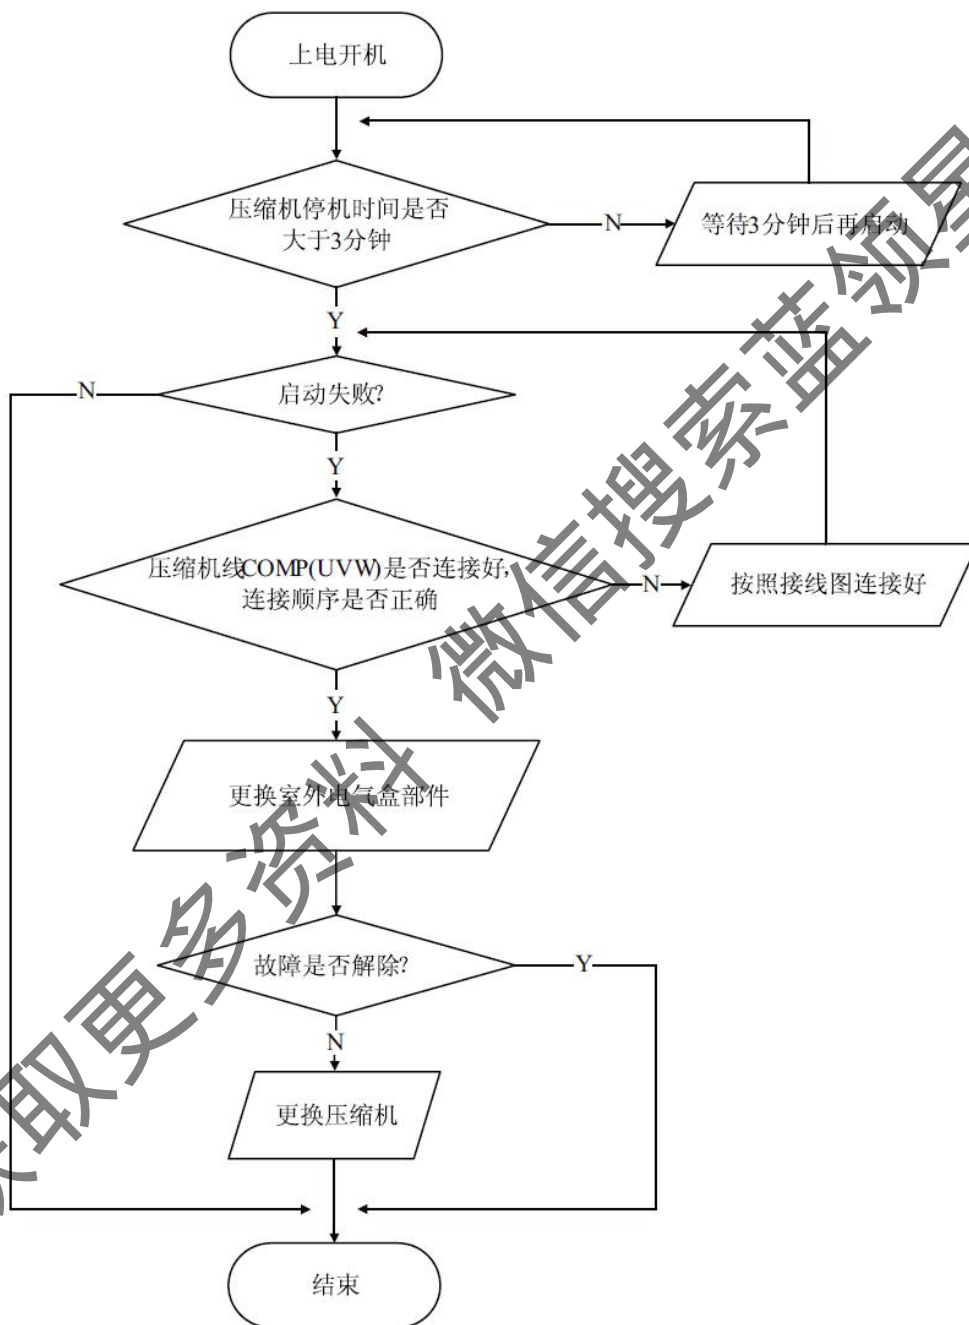 上电开机
压缩机停机时间是否
大于3分钟
N
等待3分钟后再启动
Y
启动失败?
N
Y
压缩机线COMP(UVW)是否连接好,
连接顺序是否正确
N
按照接线图连接好
Y
更换室外电气盒部件
故障是否解除?
Y
N
更换压缩机
结束
取更多资料 微信搜索蓝领星